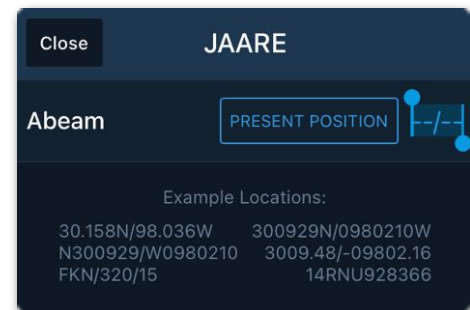 Close JAARE
Abeam PRESENT POSITION --/--
Example Locations:
30.158N/98.036W 300929N/0980210W
N300929/W0980210 3009.48/-09802.16
FKN/320/15 14RNU928366